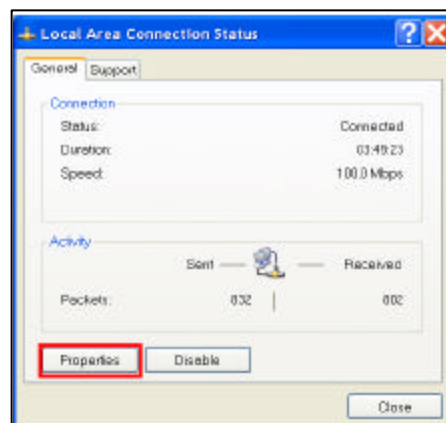 Local Area Connection Status
General Support
Connection
Status: Connected
Duration: 03:49:23
Speed: 100.0 Mbps
Activity
Sent Received
Packets: 832 802
Properties Disable
Close